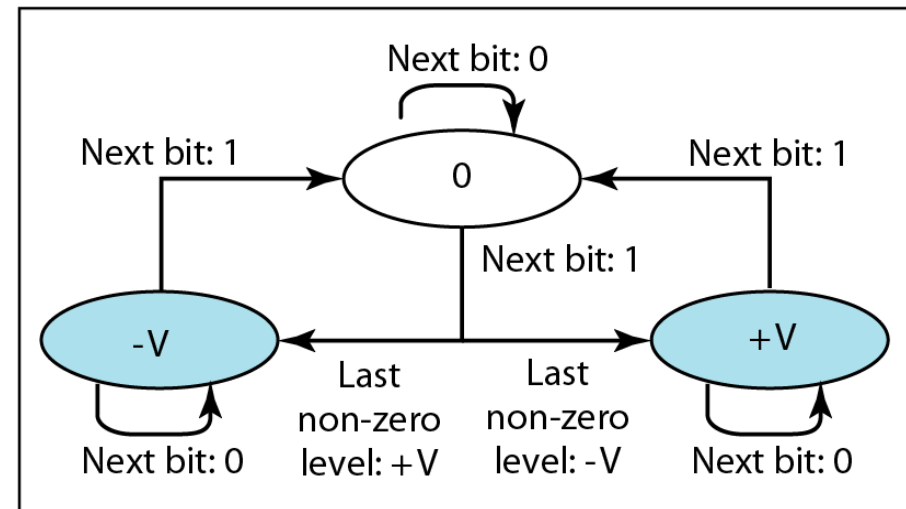 Next bit: 0
Next bit: 1
0
Next bit: 1
Next bit: 1
-V
+V
Last
non-zero
level: +V
Last
non-zero
level: -V
Next bit: 0
Next bit: 0